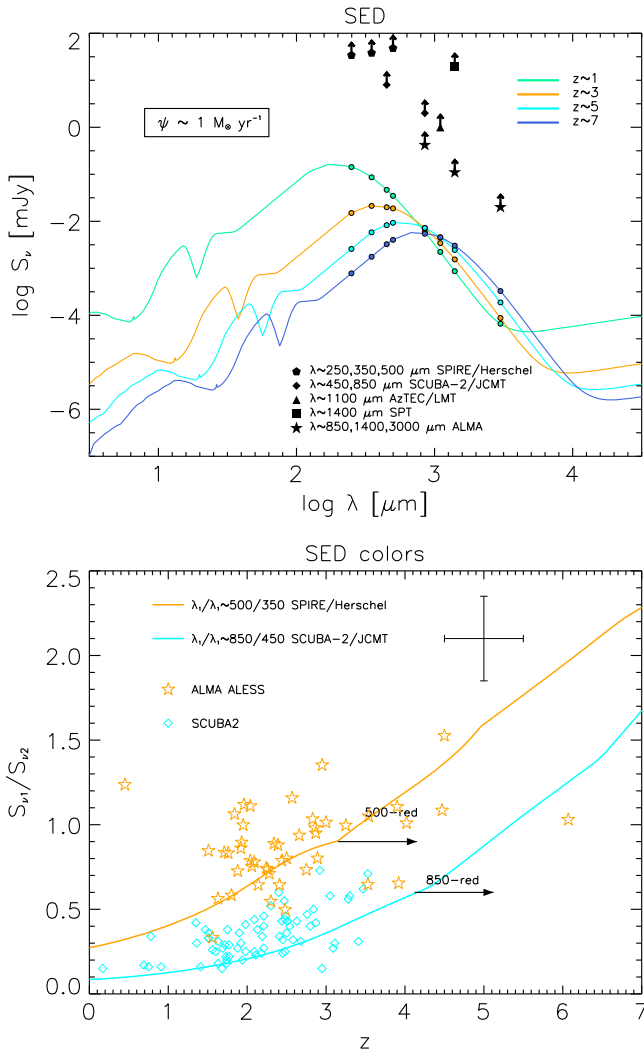 SED
z~1
z~3
z~5
z~7
ψ ~ 1 M⊙ yr⁻¹
2
0
−2
−4
−6
log Sν [mJy]
λ~250,350,500 μm SPIRE/Herschel
λ~450,850 μm SCUBA−2/JCMT
λ~1100 μm AzTEC/LMT
λ~1400 μm SPT
λ~850,1400,3000 μm ALMA
1 2 3 4
log λ [μm]
SED colors
2.5
2.0
1.5
1.0
0.5
0.0
Sν1/Sν2
λ₁/λ₁~500/350 SPIRE/Herschel
λ₁/λ₁~850/450 SCUBA−2/JCMT
ALMA ALESS
SCUBA2
500−red
850−red
0 1 2 3 4 5 6 7
z